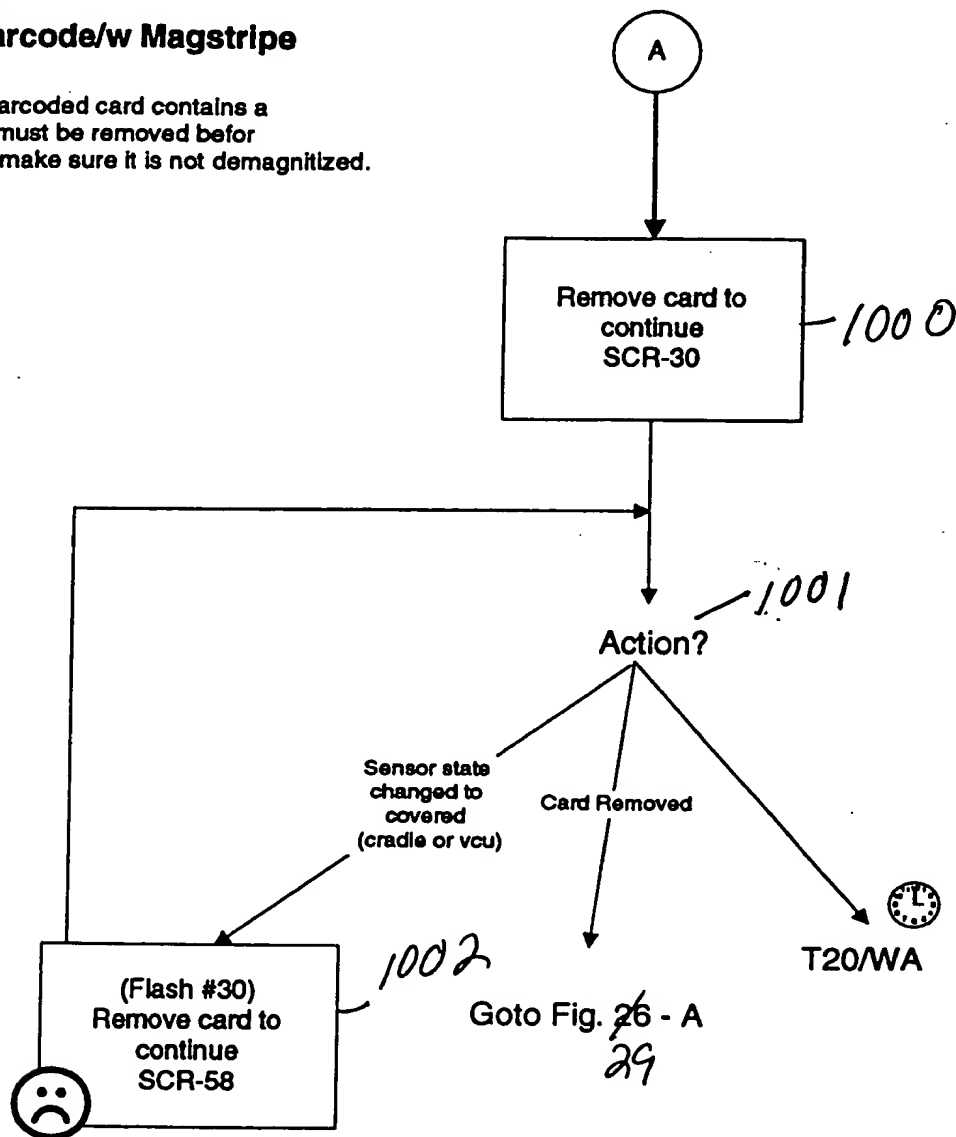 arcode/w Magstripe
arcoded card contains a
must be removed befor
make sure it is not demagnitized.
A
Remove card to
continue
SCR-30
1000
1001
Action?
Sensor state
changed to
covered
(cradle or vcu)
Card Removed
T20/WA
(Flash #30)
Remove card to
continue
SCR-58
1002
Goto Fig. 26 - A
29